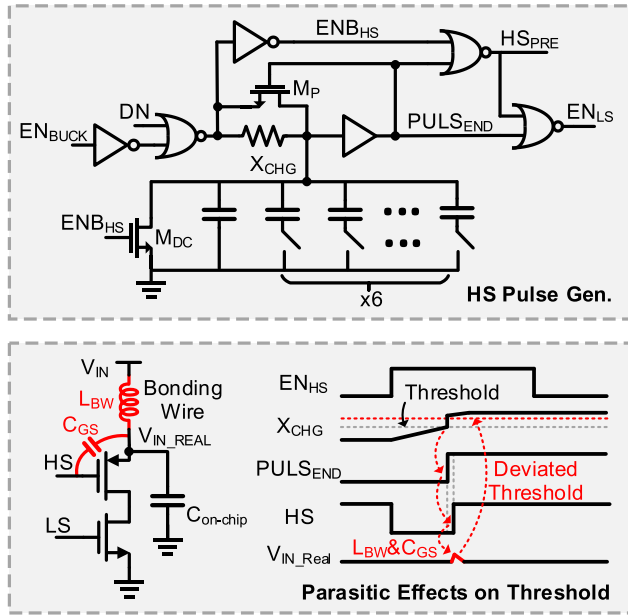 ENB_HS
HS_PRE
M_P
DN
EN_BUCK
PULS_END
EN_LS
X_CHG
ENB_HS
M_DC
x6
HS Pulse Gen.
V_IN
L_BW
Bonding
Wire
C_GS
V_IN_REAL
HS
C_on-chip
LS
EN_HS
Threshold
X_CHG
PULS_END
Deviated
Threshold
HS
L_BW&C_GS
V_IN_Real
Parasitic Effects on Threshold